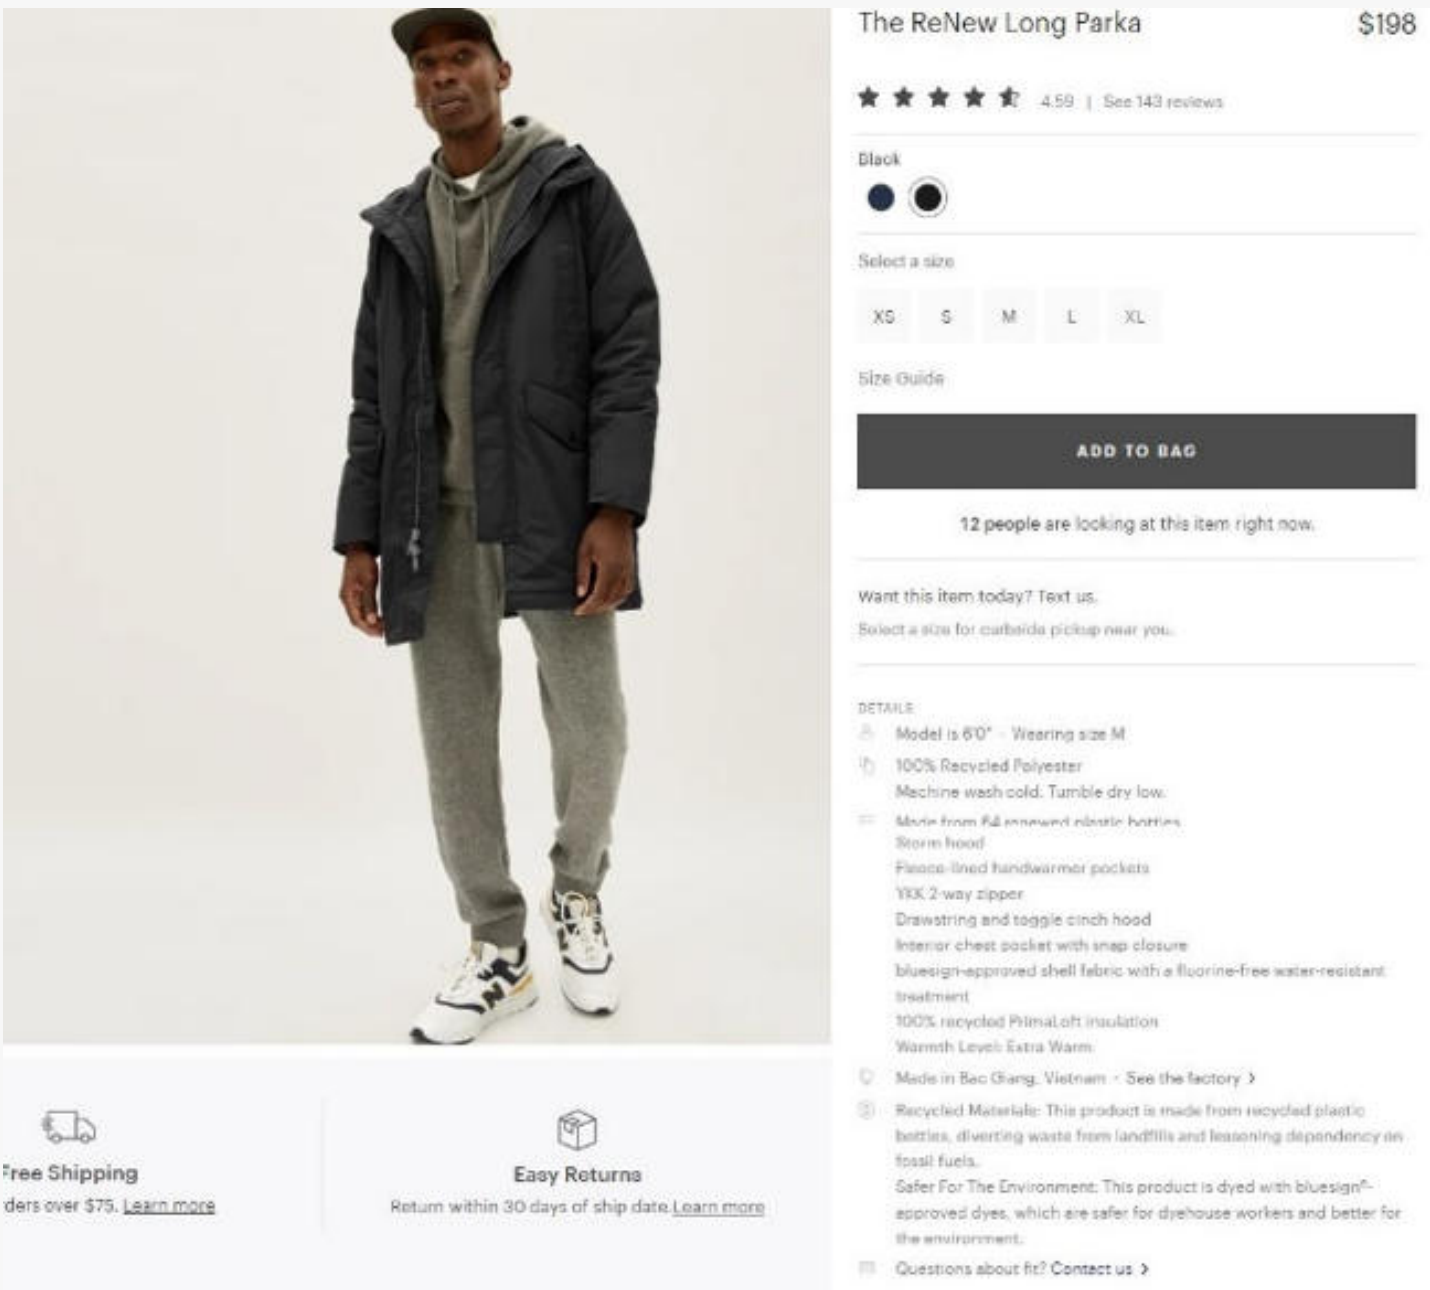 The ReNew Long Parka
$198
4.59 | See 143 reviews
Black
Select a size
XS S M L XL
Size Guide
ADD TO BAG
12 people are looking at this item right now.
Want this item today? Text us.
Select a size for curbside pickup near you.
DETAILS
Model is 6'0" · Wearing size M
100% Recycled Polyester
Machine wash cold. Tumble dry low.
Made from 64 renewed plastic bottles
Storm hood
Fleece-lined handwarmer pockets
YKK 2-way zipper
Drawstring and toggle cinch hood
Interior chest pocket with snap closure
bluesign-approved shell fabric with a fluorine-free water-resistant
treatment
100% recycled PrimaLoft insulation
Warmth Level: Extra Warm
Made in Bac Giang, Vietnam · See the factory >
Recycled Materials: This product is made from recycled plastic
bottles, diverting waste from landfills and lessening dependency on
fossil fuels.
Safer For The Environment: This product is dyed with bluesign®-
approved dyes, which are safer for dyehouse workers and better for
the environment.
Questions about fit? Contact us >
Free Shipping
ders over $75. Learn more
Easy Returns
Return within 30 days of ship date.Learn more
N